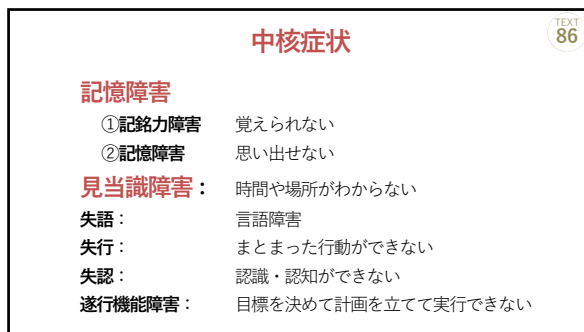 中核症状
TEXT
86
記憶障害
①記銘力障害 覚えられない
②記憶障害 思い出せない
見当識障害： 時間や場所がわからない
失語： 言語障害
失行： まとまった行動ができない
失認： 認識・認知ができない
遂行機能障害： 目標を決めて計画を立てて実行できない